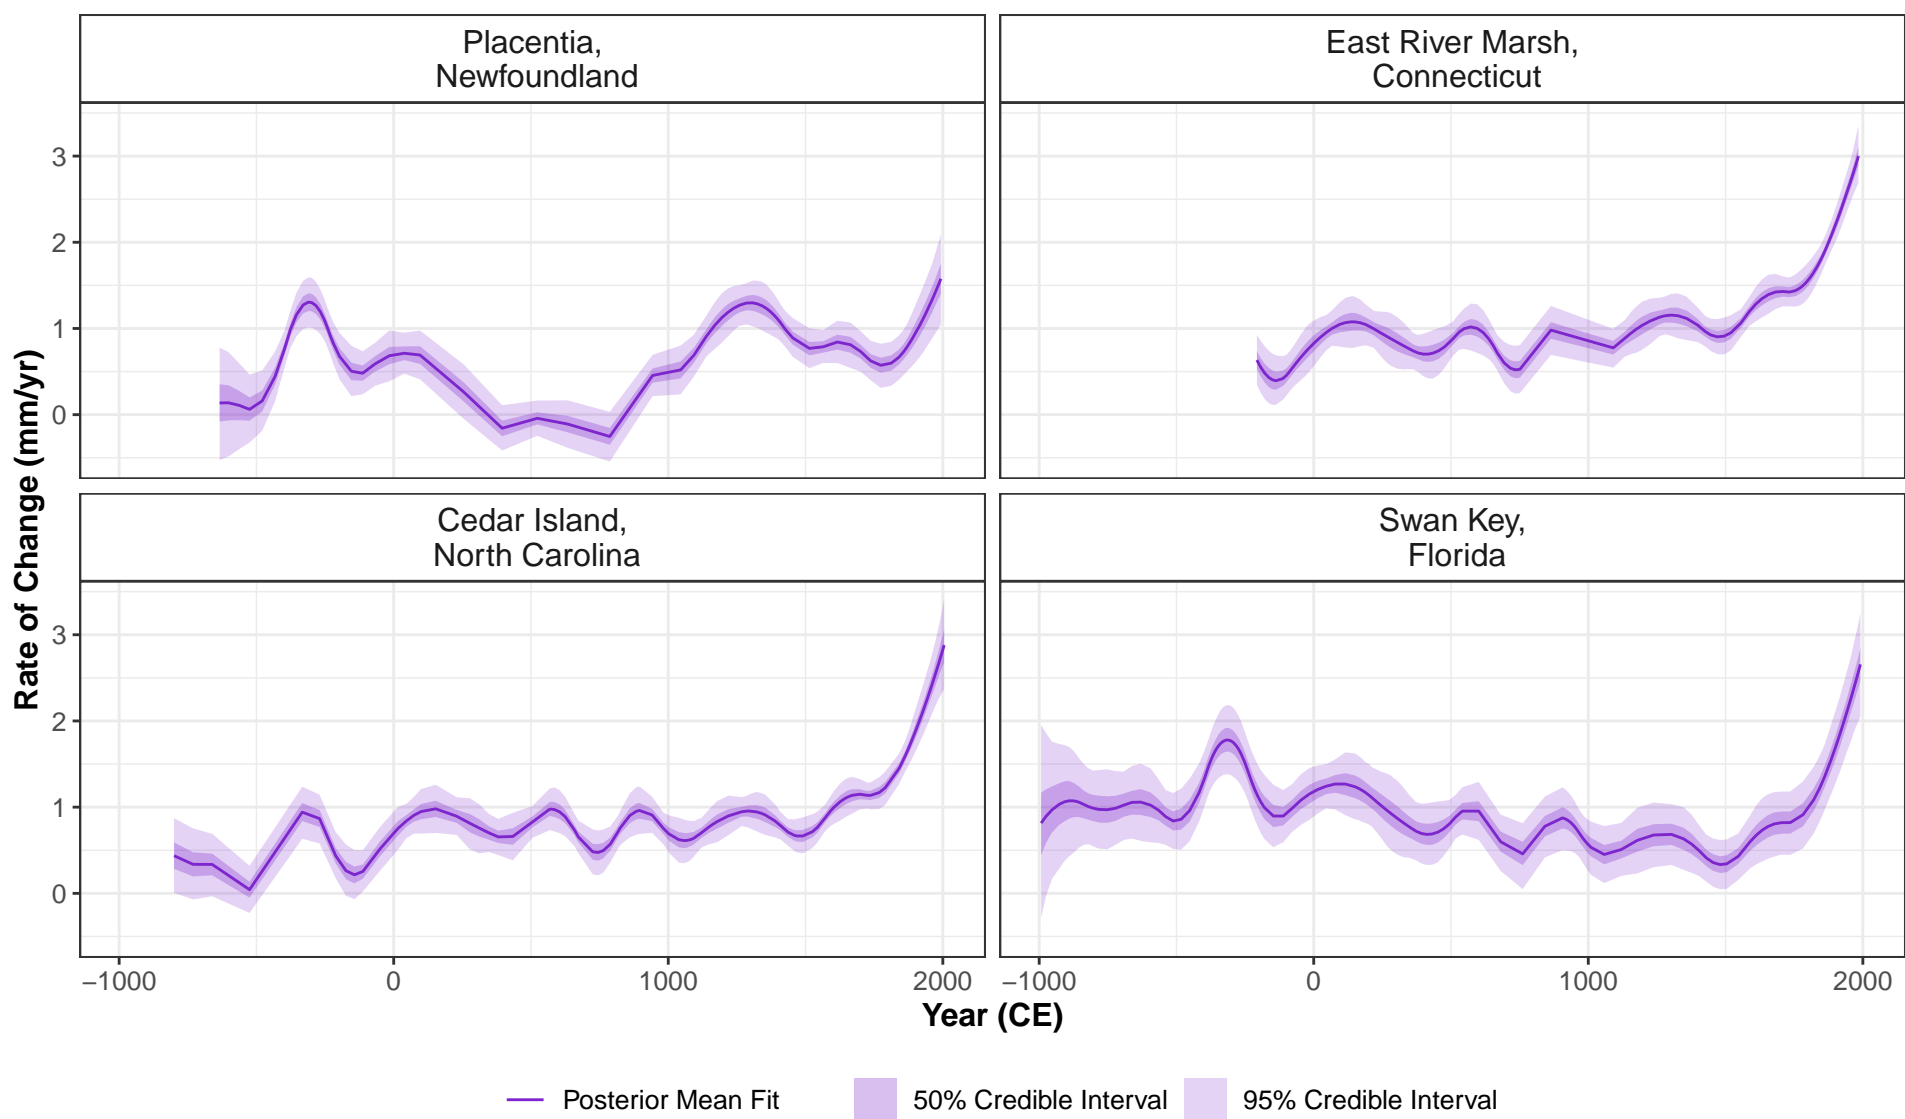 Placentia,
Newfoundland
East River Marsh,
Connecticut
3
2
1
0
Cedar Island,
North Carolina
Swan Key,
Florida
3
2
1
0
−1000
0
1000
2000
−1000
0
1000
2000
Rate of Change (mm/yr)
Year (CE)
Posterior Mean Fit
50% Credible Interval
95% Credible Interval